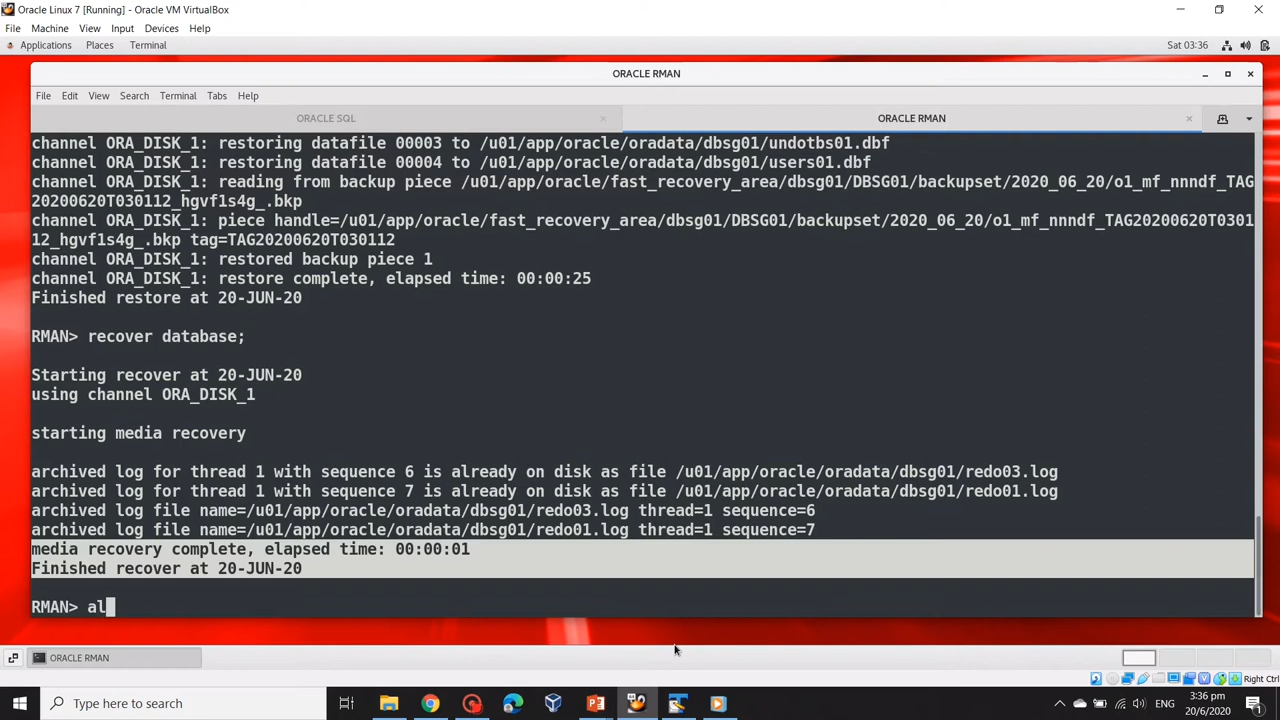 Oracle Linux 7 [Running] - Oracle VM VirtualBox
File Machine View Input Devices Help
Applications Places Terminal Sat 03:36
ORACLE RMAN
File Edit View Search Terminal Tabs Help
ORACLE SQL ORACLE RMAN
channel ORA_DISK_1: restoring datafile 00003 to /u01/app/oracle/oradata/dbsg01/undotbs01.dbf
channel ORA_DISK_1: restoring datafile 00004 to /u01/app/oracle/oradata/dbsg01/users01.dbf
channel ORA_DISK_1: reading from backup piece /u01/app/oracle/fast_recovery_area/dbsg01/DBSG01/backupset/2020_06_20/o1_mf_nnndf_TAG
20200620T030112_hgvf1s4g_.bkp
channel ORA_DISK_1: piece handle=/u01/app/oracle/fast_recovery_area/dbsg01/DBSG01/backupset/2020_06_20/o1_mf_nnndf_TAG20200620T0301
12_hgvf1s4g_.bkp tag=TAG20200620T030112
channel ORA_DISK_1: restored backup piece 1
channel ORA_DISK_1: restore complete, elapsed time: 00:00:25
Finished restore at 20-JUN-20
RMAN> recover database;
Starting recover at 20-JUN-20
using channel ORA_DISK_1
starting media recovery
archived log for thread 1 with sequence 6 is already on disk as file /u01/app/oracle/oradata/dbsg01/redo03.log
archived log for thread 1 with sequence 7 is already on disk as file /u01/app/oracle/oradata/dbsg01/redo01.log
archived log file name=/u01/app/oracle/oradata/dbsg01/redo03.log thread=1 sequence=6
archived log file name=/u01/app/oracle/oradata/dbsg01/redo01.log thread=1 sequence=7
media recovery complete, elapsed time: 00:00:01
Finished recover at 20-JUN-20
RMAN> al
ORACLE RMAN
Right Ctrl
Type here to search
ENG
3:36 pm
20/6/2020